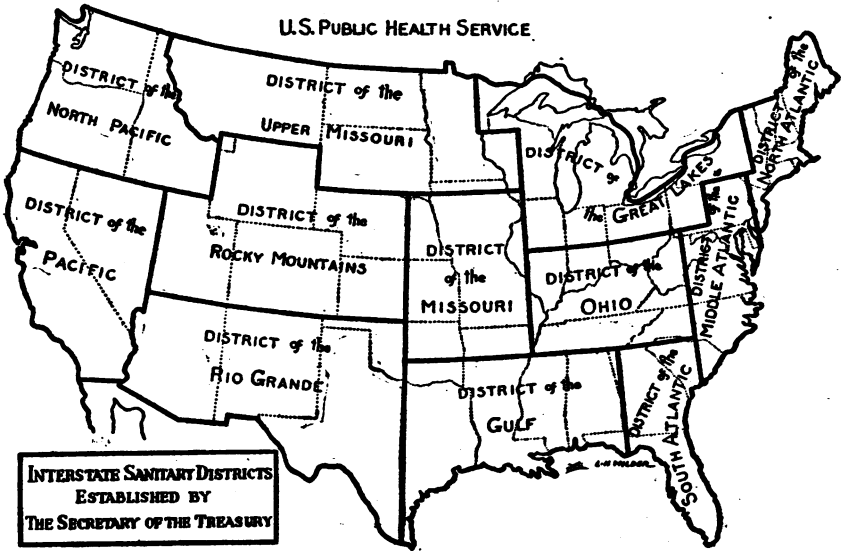 U.S. PUBLIC HEALTH SERVICE
DISTRICT of the
NORTH PACIFIC
DISTRICT of the
UPPER MISSOURI
DISTRICT of
the GREAT LAKES
DISTRICT of the
NORTH ATLANTIC
DISTRICT of the
PACIFIC
DISTRICT of the
ROCKY MOUNTAINS
DISTRICT
of the
MISSOURI
DISTRICT of the
OHIO
DISTRICT of the
MIDDLE ATLANTIC
DISTRICT of the
RIO GRANDE
DISTRICT of the
GULF
DISTRICT of the
SOUTH ATLANTIC
INTERSTATE SANITARY DISTRICTS
ESTABLISHED BY
THE SECRETARY OF THE TREASURY